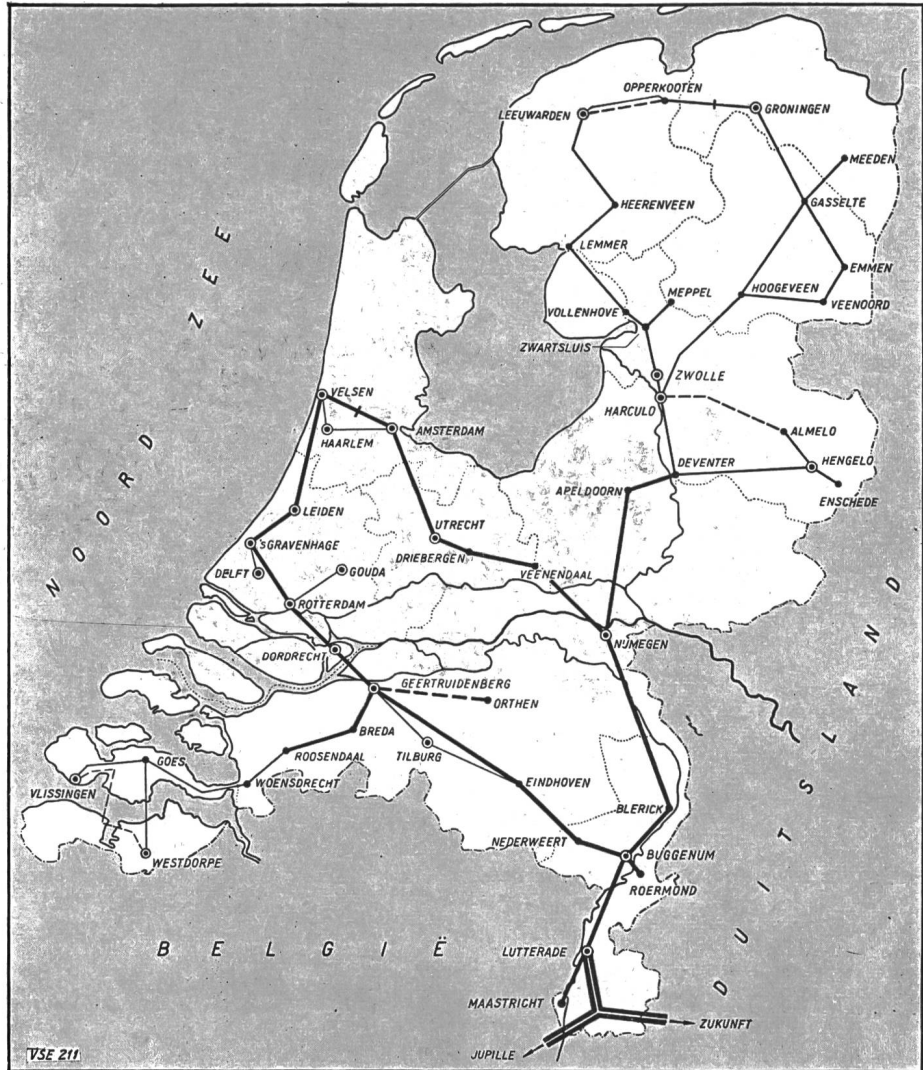 OPPERKOOTEN
LEEUWARDEN
GRONINGEN
MEEDEN
GASSELTE
HEERENVEEN
LEMMER
EMMEN
HOOGEVEEN
VEENOORD
MEPPEL
VOLLENHOVE
ZWARTSLUIS
ZWOLLE
HARCULO
NOORD ZEE
VELSEN
AMSTERDAM
HAARLEM
ALMELO
HENGELO
DEVENTER
ENSCHEDE
APELDOORN
LEIDEN
UTRECHT
SGRAVENHAGE
DRIEBERGEN
GOUDA
DELFT
VEENENDAAL
ROTTERDAM
NIJMEGEN
DORDRECHT
GEERTRUIDENBERG
ORTHEN
BREDA
TILBURG
ROOSENDAAL
GOES
WOENSDRECHT
VLISSINGEN
EINDHOVEN
BLERICK
NEDERWEERT
BUGGENUM
WESTDORPE
ROERMOND
DUITSLAND
BELGIË
LUTTERADE
MAASTRICHT
ZUKUNFT
JUPILLE
VSE 211